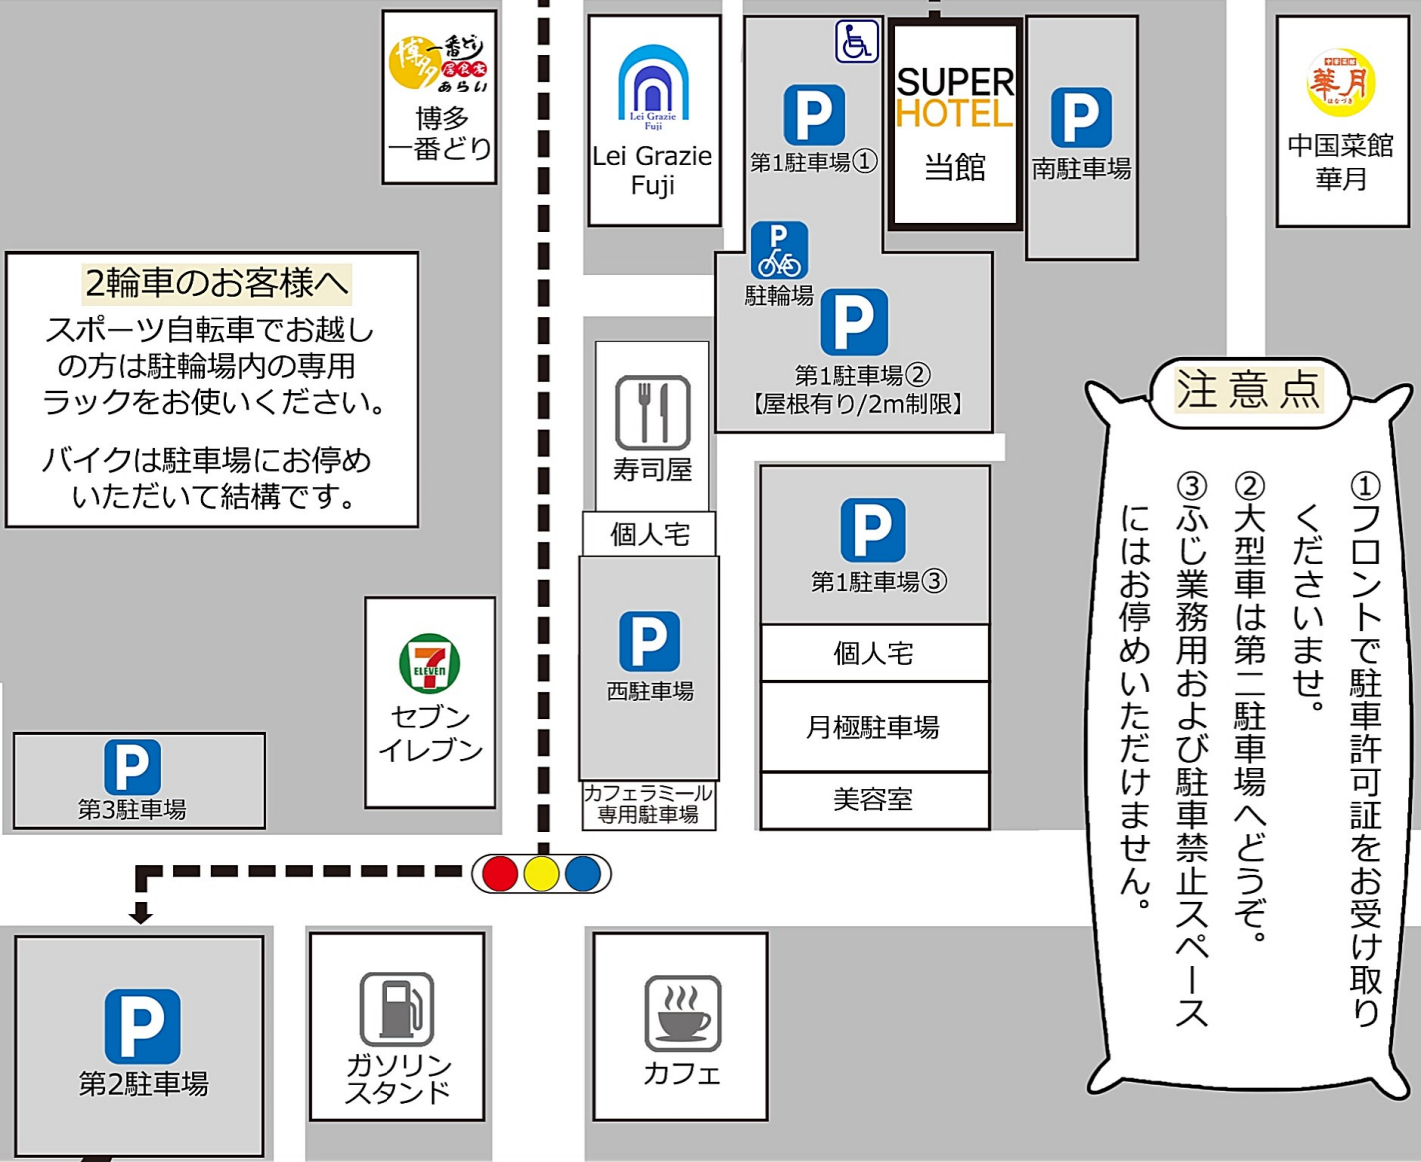 博多
一番どり
屋食家
あらい
博多
一番どり
Lei Grazie
Fuji
Lei Grazie
Fuji
P
第1駐車場①
SUPER
HOTEL
当館
P
南駐車場
中国菜館
華月
はなづき
中国菜館
華月
2輪車のお客様へ
スポーツ自転車でお越し
の方は駐輪場内の専用
ラックをお使いください。
バイクは駐車場にお停め
いただいて結構です。
P
駐輪場
P
第1駐車場②
【屋根有り/2m制限】
寿司屋
個人宅
P
西駐車場
カフェラミール
専用駐車場
P
第1駐車場③
個人宅
月極駐車場
美容室
7
ELEVEN
セブン
イレブン
P
第3駐車場
P
第2駐車場
ガソリン
スタンド
カフェ
注意点
①フロントで駐車許可証をお受け取り
くださいませ。
②大型車は第二駐車場へどうぞ。
③ふじ業務用および駐車禁止スペース
にはお停めいただけません。